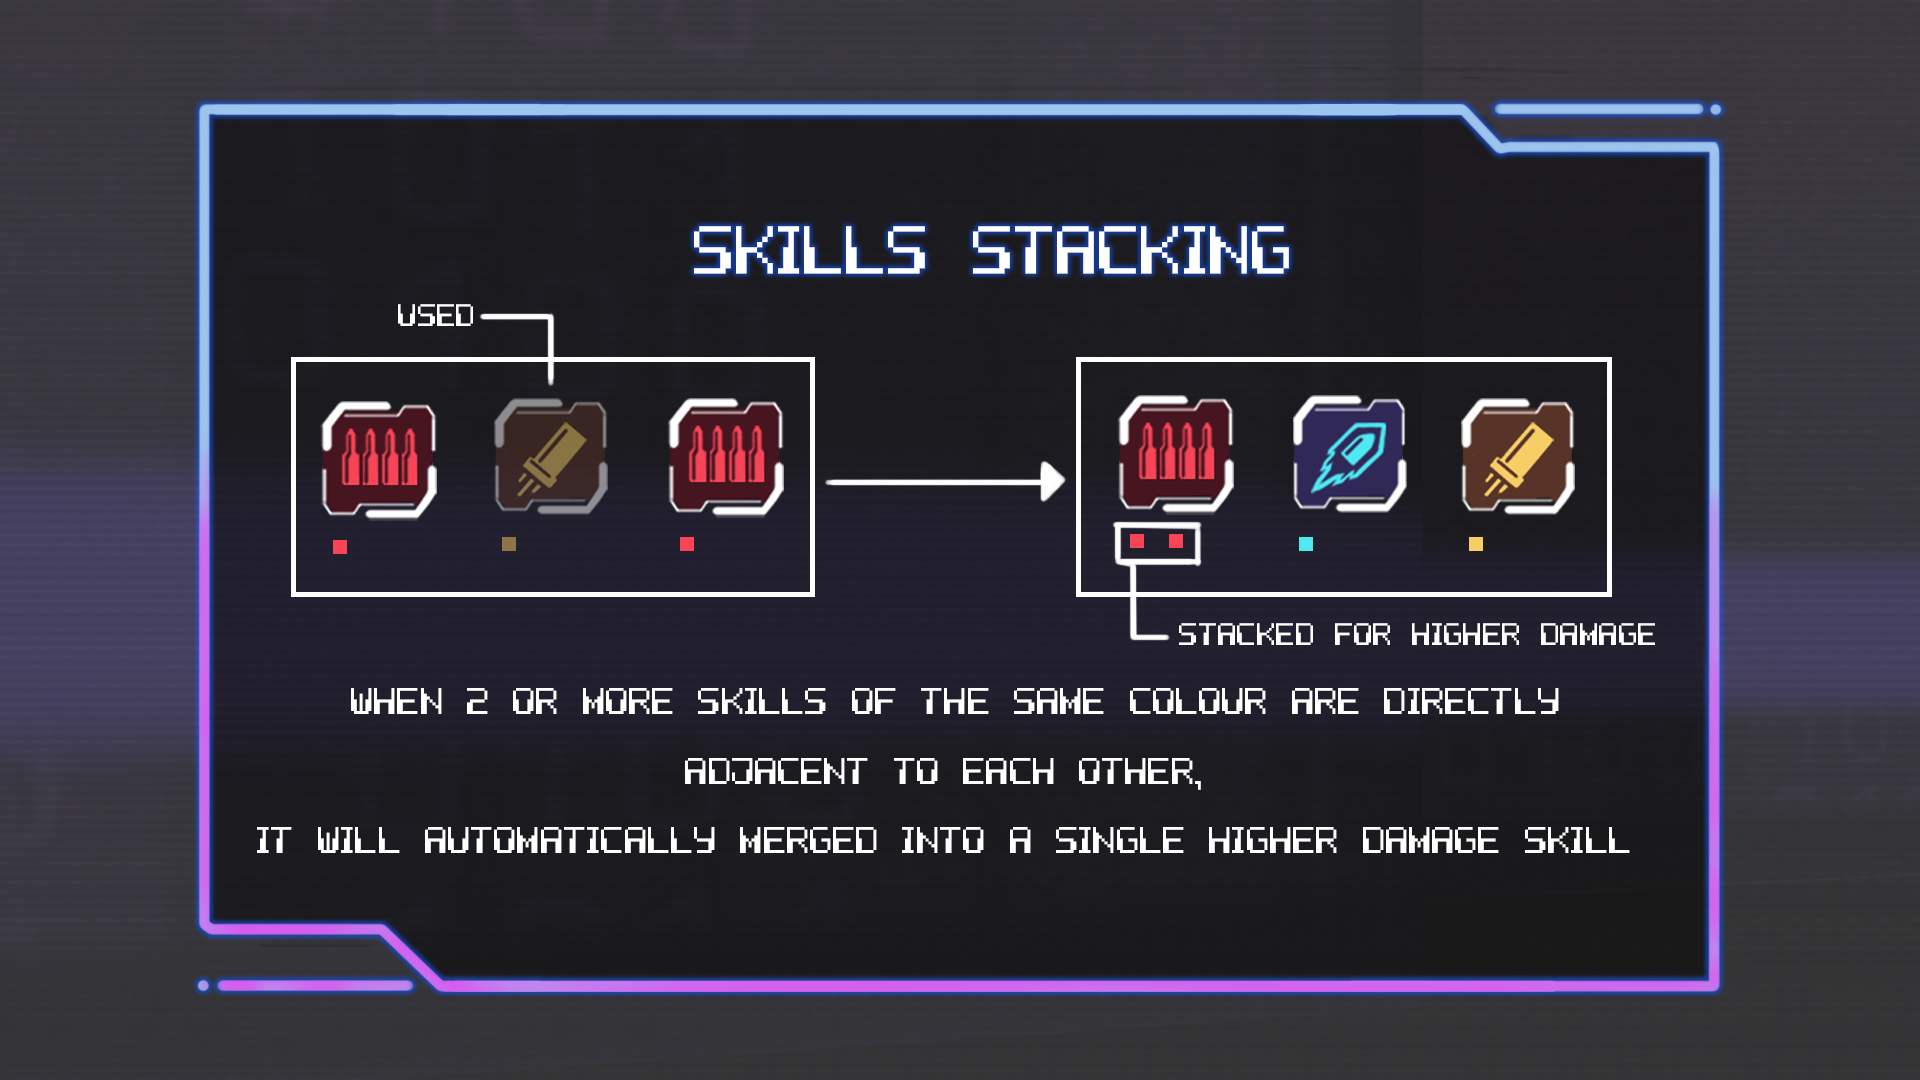 SKILLS STACKING
USED
STACKED FOR HIGHER DAMAGE
WHEN 2 OR MORE SKILLS OF THE SAME COLOUR ARE DIRECTLY
ADJACENT TO EACH OTHER,
IT WILL AUTOMATICALLY MERGED INTO A SINGLE HIGHER DAMAGE SKILL